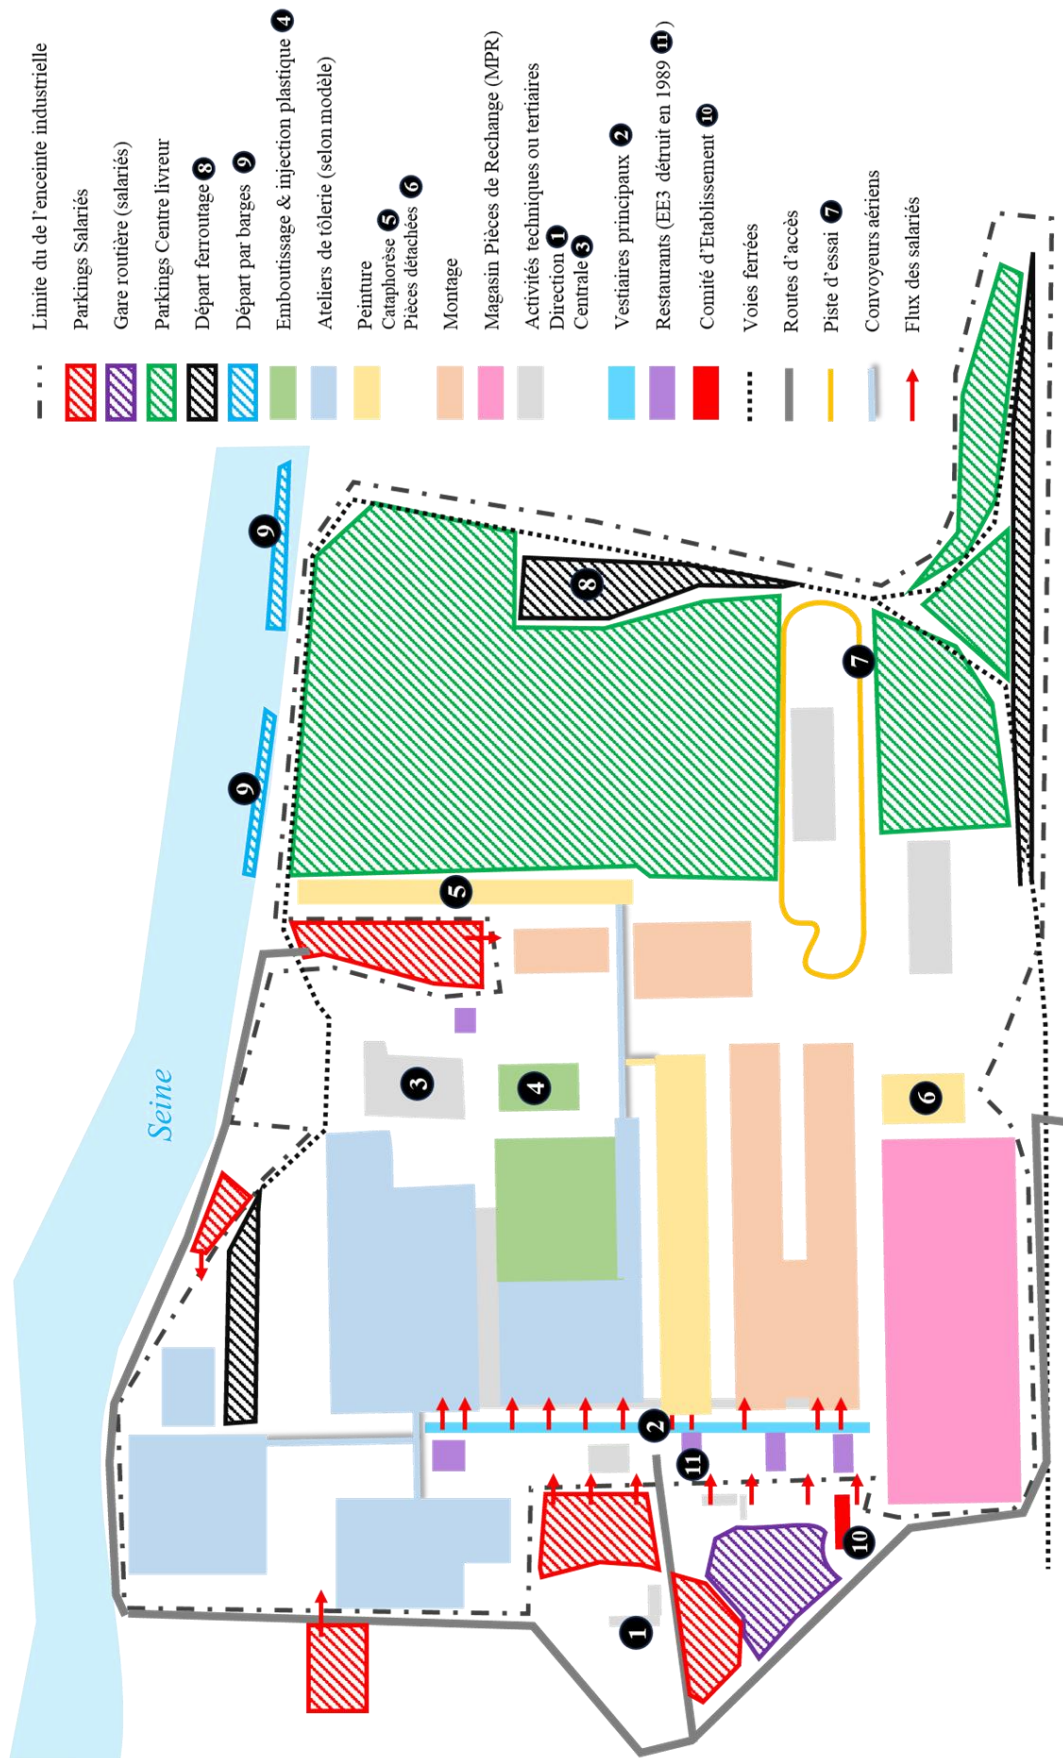 Limite du de l'enceinte industrielle
Parkings Salariés
Gare routière (salariés)
Parkings Centre livreur
Départ ferroutage 8
Départ par barges 9
Emboutissage & injection plastique 4
Ateliers de tôlerie (selon modèle)
Peinture
Cataphorèse 5
Pièces détachées 6
Montage
Magasin Pièces de Rechange (MPR)
Activités techniques ou tertiaires
Direction 1
Centrale 3
Vestiaires principaux 2
Restaurants (EE3 détruit en 1989 11)
Comité d'Etablissement 10
Voies ferrées
Routes d'accès
Piste d'essai 7
Convoyeurs aériens
Flux des salariés
Seine
9
9
8
7
5
3
4
6
2
11
10
1